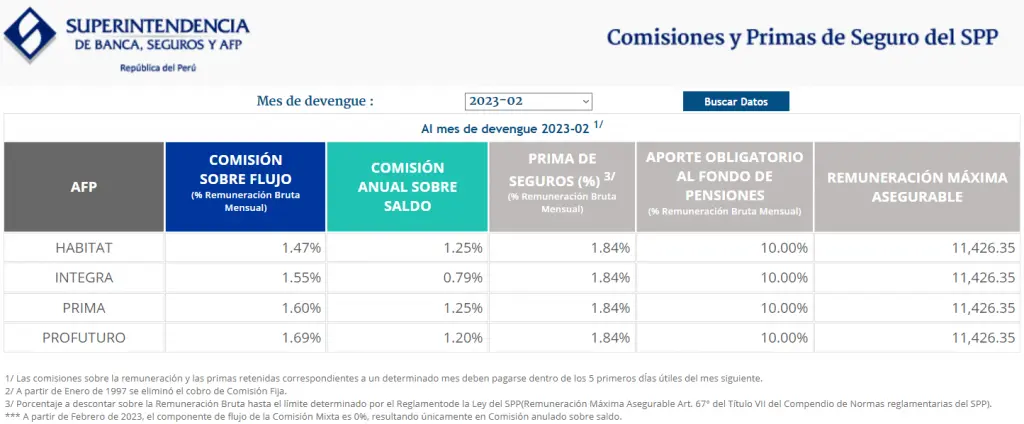 SUPERINTENDENCIA
DE BANCA, SEGUROS Y AFP
República del Perú
Comisiones y Primas de Seguro del SPP
Mes de devengue : 2023-02 Buscar Datos
Al mes de devengue 2023-02 1/
AFP
COMISIÓN
SOBRE FLUJO
(% Remuneración Bruta
Mensual)
COMISIÓN
ANUAL SOBRE
SALDO
PRIMA DE
SEGUROS (%) 3/
(% Remuneración Bruta
Mensual)
APORTE OBLIGATORIO
AL FONDO DE
PENSIONES
(% Remuneración Bruta Mensual)
REMUNERACIÓN MÁXIMA
ASEGURABLE
HABITAT 1.47% 1.25% 1.84% 10.00% 11,426.35
INTEGRA 1.55% 0.79% 1.84% 10.00% 11,426.35
PRIMA 1.60% 1.25% 1.84% 10.00% 11,426.35
PROFUTURO 1.69% 1.20% 1.84% 10.00% 11,426.35
1/ Las comisiones sobre la remuneración y las primas retenidas correspondientes a un determinado mes deben pagarse dentro de los 5 primeros días útiles del mes siguiente.
2/ A partir de Enero de 1997 se eliminó el cobro de Comisión Fija.
3/ Porcentaje a descontar sobre la Remuneración Bruta hasta el límite determinado por el Reglamentode la Ley del SPP(Remuneración Máxima Asegurable Art. 67° del Título VII del Compendio de Normas reglamentarias del SPP).
*** A partir de Febrero de 2023, el componente de flujo de la Comisión Mixta es 0%, resultando únicamente en Comisión anulado sobre saldo.